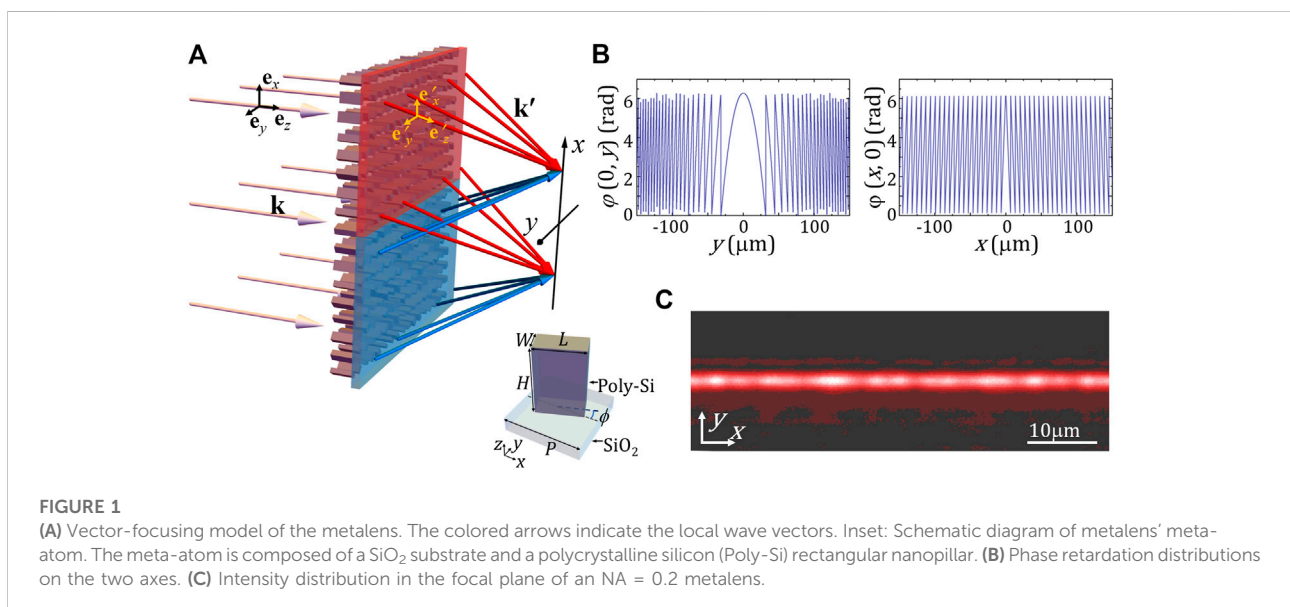 A
e_x
e_y e_z
k
e'_x
e'_y e'_z
k'
x
y
W L
H
Poly-Si
ϕ
P
SiO₂
z y
x
B
φ (0, y) (rad)
6
4
2
0
-100 0 100
y (μm)
φ (x, 0) (rad)
6
4
2
0
-100 0 100
x (μm)
C
y
x
10μm
FIGURE 1
(A) Vector-focusing model of the metalens. The colored arrows indicate the local wave vectors. Inset: Schematic diagram of metalens' meta-
atom. The meta-atom is composed of a SiO₂ substrate and a polycrystalline silicon (Poly-Si) rectangular nanopillar. (B) Phase retardation distributions
on the two axes. (C) Intensity distribution in the focal plane of an NA = 0.2 metalens.